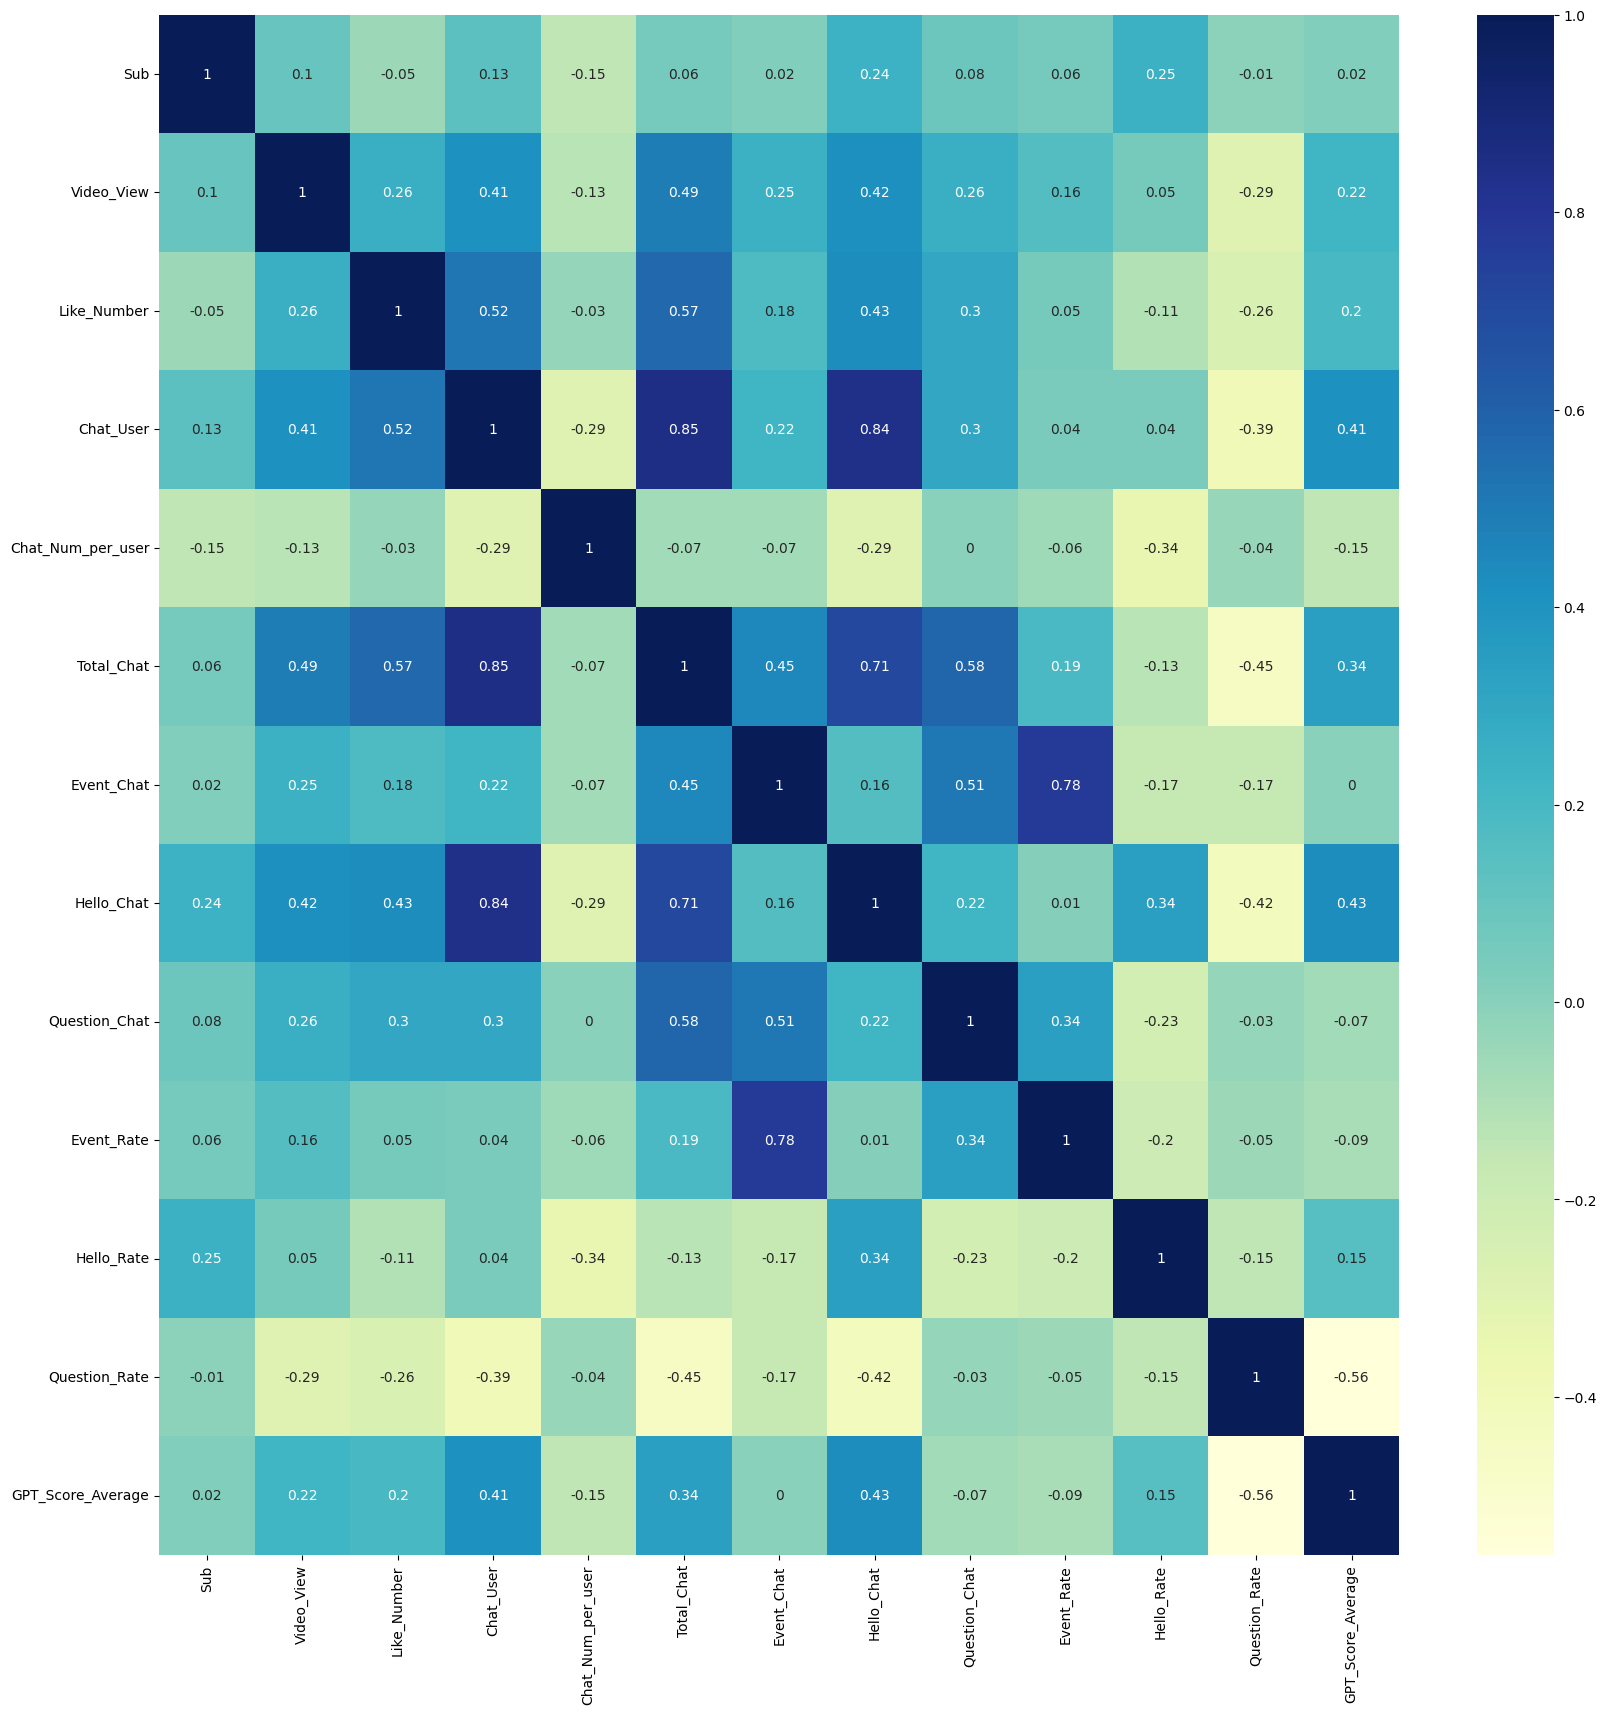 Sub 1 0.1 -0.05 0.13 -0.15 0.06 0.02 0.24 0.08 0.06 0.25 -0.01 0.02
Video_View 0.1 1 0.26 0.41 -0.13 0.49 0.25 0.42 0.26 0.16 0.05 -0.29 0.22
Like_Number -0.05 0.26 1 0.52 -0.03 0.57 0.18 0.43 0.3 0.05 -0.11 -0.26 0.2
Chat_User 0.13 0.41 0.52 1 -0.29 0.85 0.22 0.84 0.3 0.04 0.04 -0.39 0.41
Chat_Num_per_user -0.15 -0.13 -0.03 -0.29 1 -0.07 -0.07 -0.29 0 -0.06 -0.34 -0.04 -0.15
Total_Chat 0.06 0.49 0.57 0.85 -0.07 1 0.45 0.71 0.58 0.19 -0.13 -0.45 0.34
Event_Chat 0.02 0.25 0.18 0.22 -0.07 0.45 1 0.16 0.51 0.78 -0.17 -0.17 0
Hello_Chat 0.24 0.42 0.43 0.84 -0.29 0.71 0.16 1 0.22 0.01 0.34 -0.42 0.43
Question_Chat 0.08 0.26 0.3 0.3 0 0.58 0.51 0.22 1 0.34 -0.23 -0.03 -0.07
Event_Rate 0.06 0.16 0.05 0.04 -0.06 0.19 0.78 0.01 0.34 1 -0.2 -0.05 -0.09
Hello_Rate 0.25 0.05 -0.11 0.04 -0.34 -0.13 -0.17 0.34 -0.23 -0.2 1 -0.15 0.15
Question_Rate -0.01 -0.29 -0.26 -0.39 -0.04 -0.45 -0.17 -0.42 -0.03 -0.05 -0.15 1 -0.56
GPT_Score_Average 0.02 0.22 0.2 0.41 -0.15 0.34 0 0.43 -0.07 -0.09 0.15 -0.56 1
Sub
Video_View
Like_Number
Chat_User
Chat_Num_per_user
Total_Chat
Event_Chat
Hello_Chat
Question_Chat
Event_Rate
Hello_Rate
Question_Rate
GPT_Score_Average
1.0
0.8
0.6
0.4
0.2
0.0
−0.2
−0.4